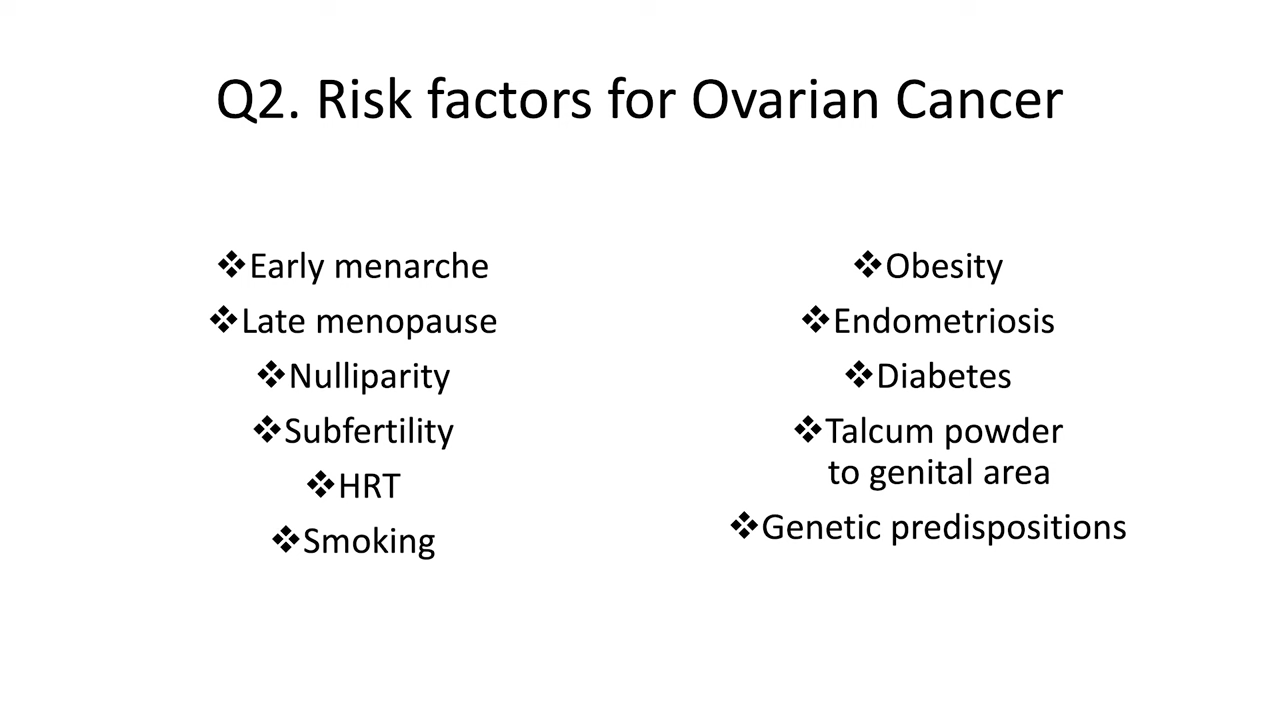 Q2. Risk factors for Ovarian Cancer
❖Early menarche
❖Late menopause
❖Nulliparity
❖Subfertility
❖HRT
❖Smoking
❖Obesity
❖Endometriosis
❖Diabetes
❖Talcum powder
to genital area
❖Genetic predispositions